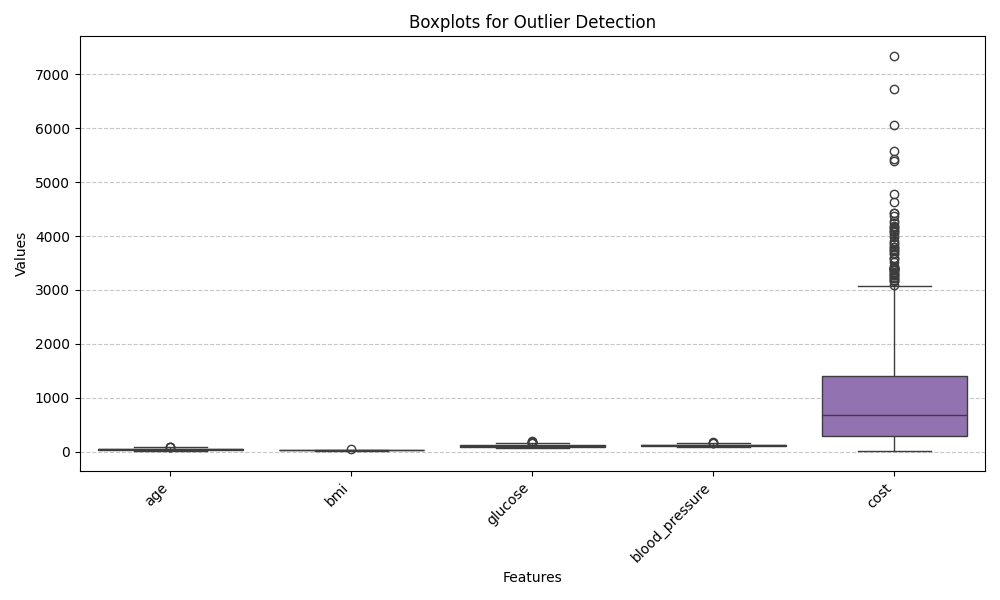 Boxplots for Outlier Detection
7000
6000
5000
4000
3000
2000
1000
0
Values
age
bmi
glucose
blood_pressure
cost
Features